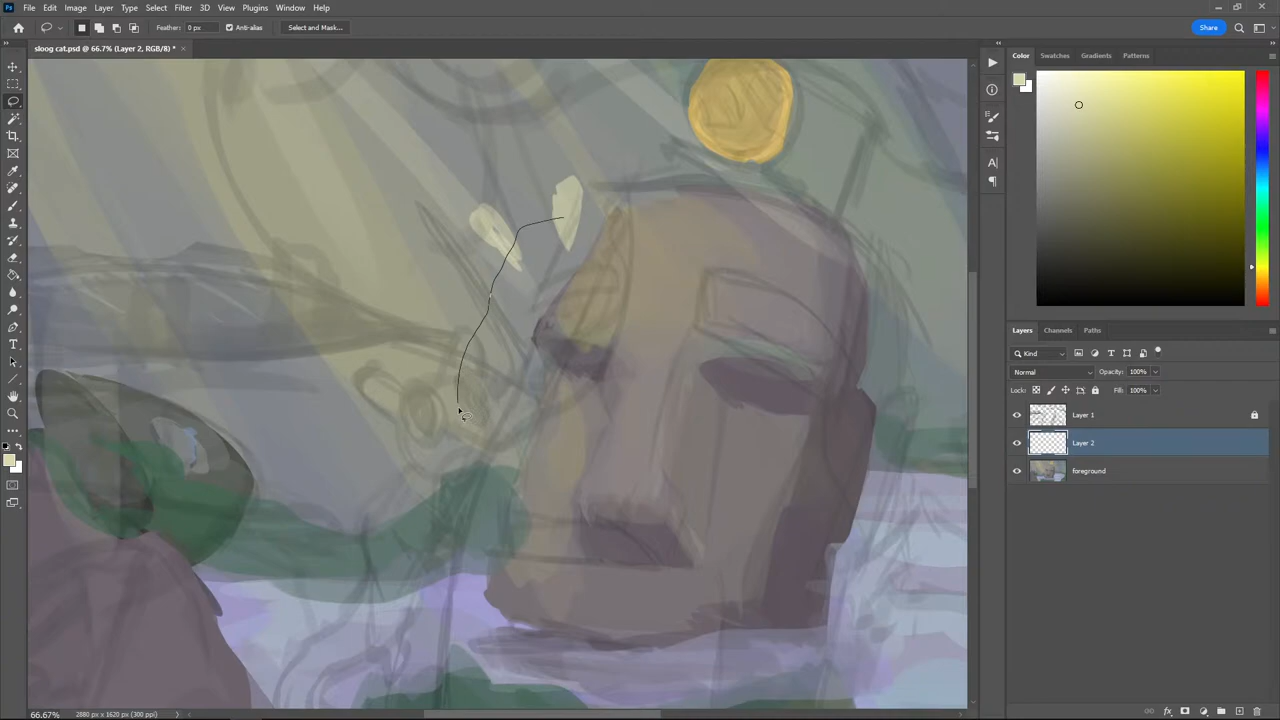 Ps File Edit Image Layer Type Select Filter 3D View Plugins Window Help
Feather: 0 px Anti-alias Select and Mask... Share
sloog cat.psd @ 66.7% (Layer 2, RGB/8) * ×
Color Swatches Gradients Patterns
Layers Channels Paths
Kind
Normal Opacity: 100%
Lock: Fill: 100%
Layer 1
Layer 2
foreground
66.67% 2880 px x 1620 px (300 ppi)